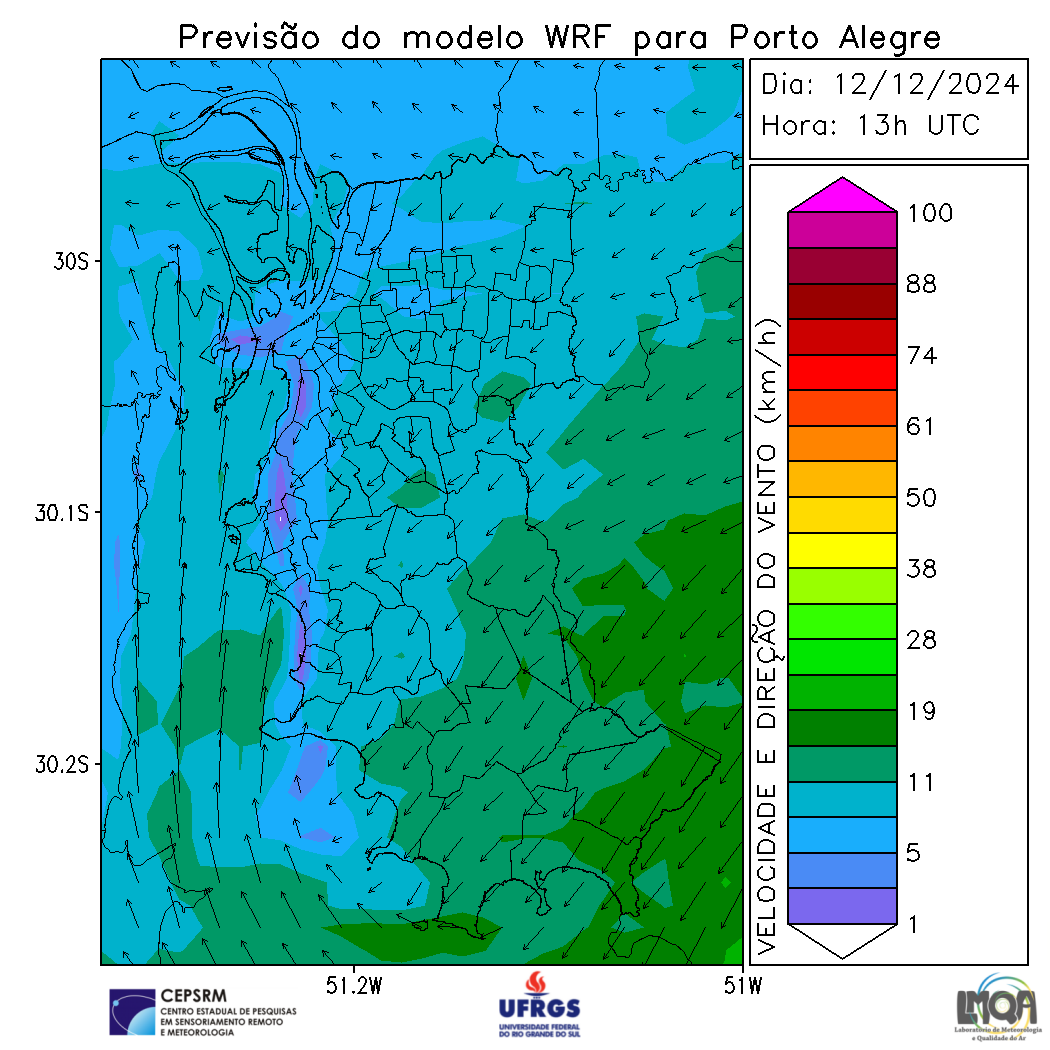 Previsão do modelo WRF para Porto Alegre
Dia: 12/12/2024
Hora: 13h UTC
30S
30.1S
30.2S
51.2W
51W
VELOCIDADE E DIREÇÃO DO VENTO (km/h)
100
88
74
61
50
38
28
19
11
5
1
CEPSRM
CENTRO ESTADUAL DE PESQUISAS
EM SENSORIAMENTO REMOTO
E METEOROLOGIA
UFRGS
UNIVERSIDADE FEDERAL
DO RIO GRANDE DO SUL
LMQA
Laboratório de Meteorologia
e Qualidade do Ar